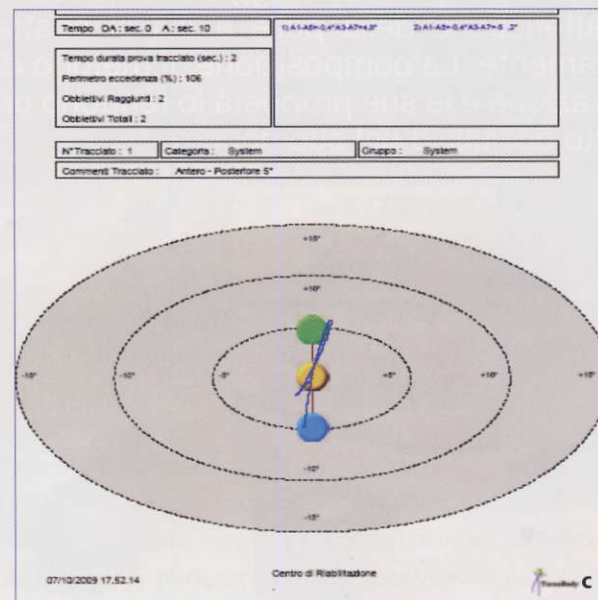 Tempo DA : sec. 0 A : sec. 10
Tempo durata prova tracciato (sec.) : 2
Perimetro eccedenza (%) : 106
Obbiettivi Raggiunti : 2
Obbiettivi Totali : 2
N°Tracciato : 1 Categoria : System Gruppo : System
Commenti Tracciato : Antero - Posteriore 5°
+15°
+10°
-15° -10° -5° +5° +10° +15°
-10°
-15°
07/10/2009 17.52.14 Centro di Riabilitazione
TecnoBody C